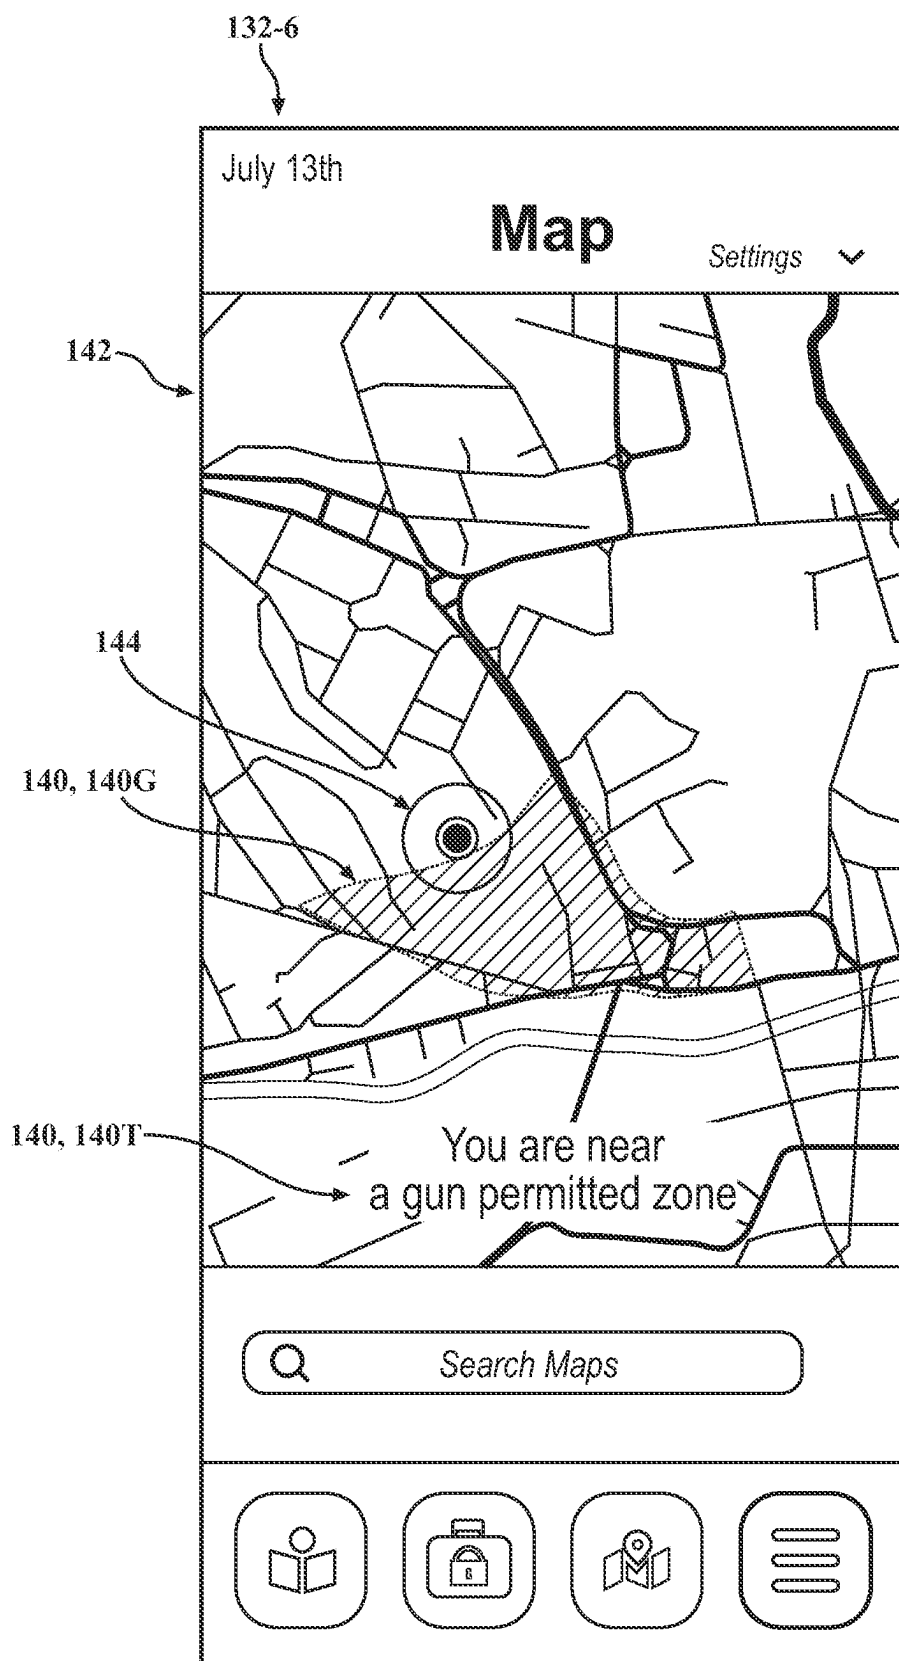 132-6
July 13th
Map
Settings
142
144
140, 140G
140, 140T
You are near
a gun permitted zone
Search Maps